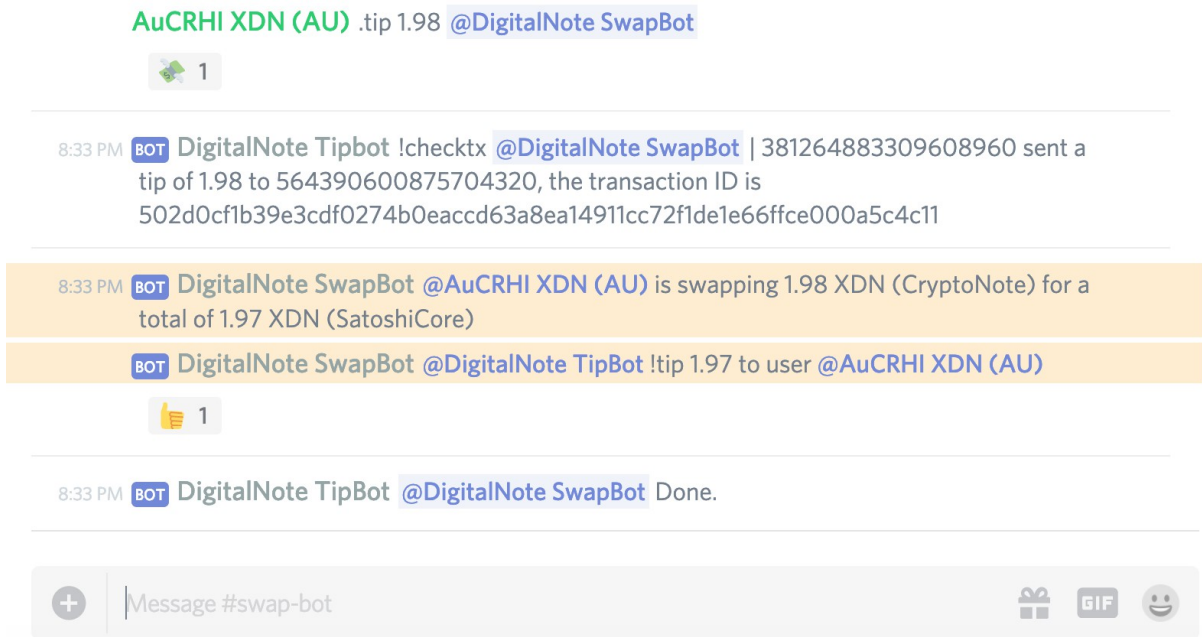 AuCRHI XDN (AU) .tip 1.98 @DigitalNote SwapBot
1
8:33 PM BOT DigitalNote Tipbot !checktx @DigitalNote SwapBot | 381264883309608960 sent a
tip of 1.98 to 564390600875704320, the transaction ID is
502d0cf1b39e3cdf0274b0eaccd63a8ea14911cc72f1de1e66ffce000a5c4c11
8:33 PM BOT DigitalNote SwapBot @AuCRHI XDN (AU) is swapping 1.98 XDN (CryptoNote) for a
total of 1.97 XDN (SatoshiCore)
BOT DigitalNote SwapBot @DigitalNote TipBot !tip 1.97 to user @AuCRHI XDN (AU)
1
8:33 PM BOT DigitalNote TipBot @DigitalNote SwapBot Done.
Message #swap-bot
GIF